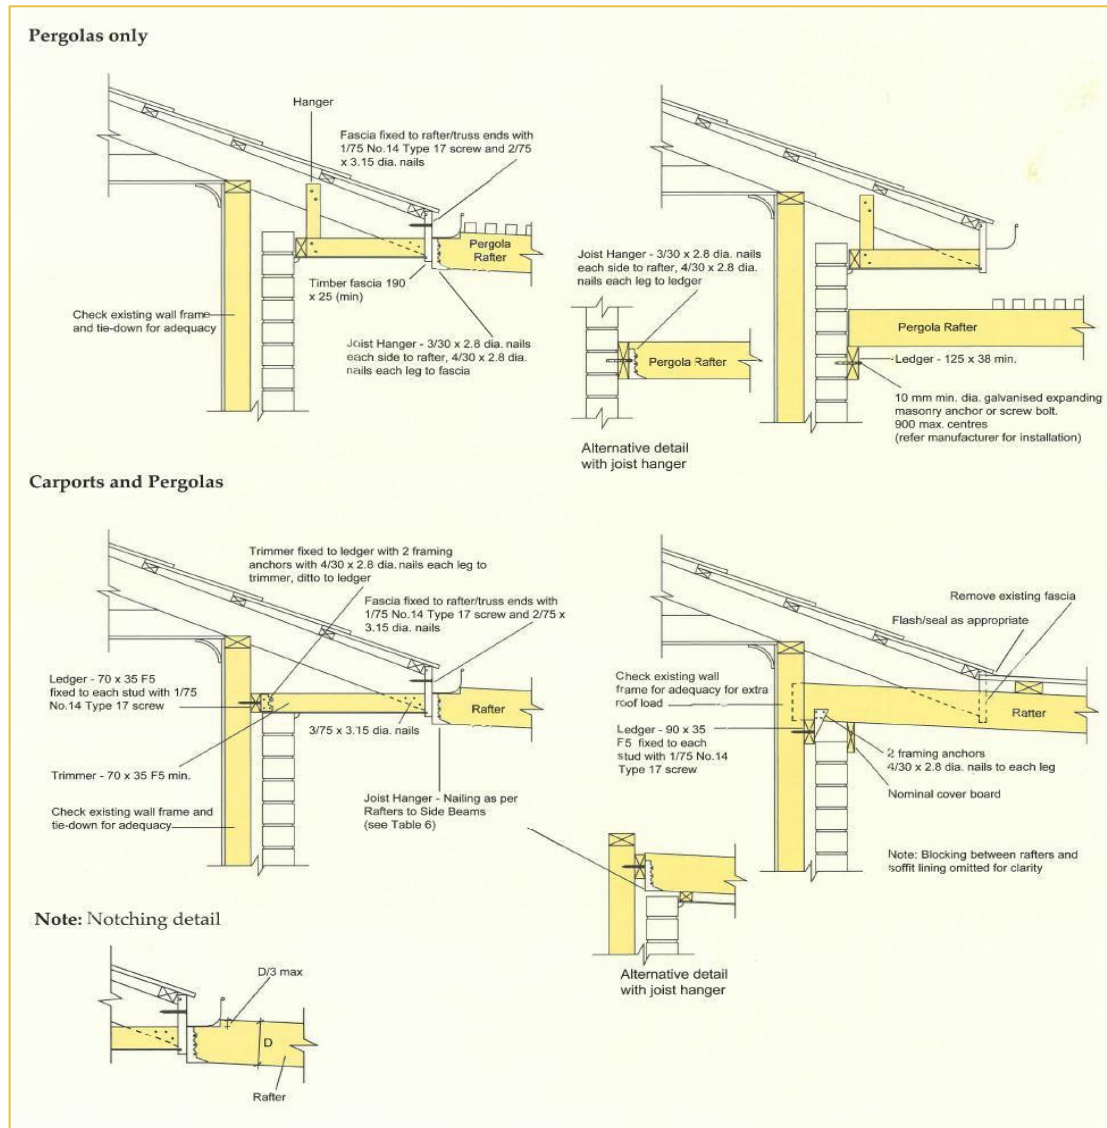 Pergolas only
Hanger
Fascia fixed to rafter/truss ends with
1/75 No.14 Type 17 screw and 2/75
x 3.15 dia. nails
Pergola
Rafter
Timber fascia 190
x 25 (min)
Check existing wall frame
and tie-down for adequacy
Joist Hanger - 3/30 x 2.8 dia. nails
each side to rafter, 4/30 x 2.8 dia.
nails each leg to fascia
Joist Hanger - 3/30 x 2.8 dia. nails
each side to rafter, 4/30 x 2.8 dia.
nails each leg to ledger
Pergola Rafter
Alternative detail
with joist hanger
Pergola Rafter
Ledger - 125 x 38 min.
10 mm min. dia. galvanised expanding
masonry anchor or screw bolt.
900 max. centres
(refer manufacturer for installation)
Carports and Pergolas
Trimmer fixed to ledger with 2 framing
anchors with 4/30 x 2.8 dia. nails each leg to
trimmer, ditto to ledger
Fascia fixed to rafter/truss ends with
1/75 No.14 Type 17 screw and 2/75 x
3.15 dia. nails
Ledger - 70 x 35 F5
fixed to each stud with 1/75
No.14 Type 17 screw
Rafter
3/75 x 3.15 dia. nails
Trimmer - 70 x 35 F5 min.
Check existing wall frame and
tie-down for adequacy
Joist Hanger - Nailing as per
Rafters to Side Beams
(see Table 6)
Remove existing fascia
Flash/seal as appropriate
Check existing wall
frame for adequacy for extra
roof load
Rafter
Ledger - 90 x 35
F5 fixed to each
stud with 1/75 No.14
Type 17 screw
2 framing anchors
4/30 x 2.8 dia. nails to each leg
Nominal cover board
Note: Blocking between rafters and
soffit lining omitted for clarity
Alternative detail
with joist hanger
Note: Notching detail
D/3 max
D
Rafter